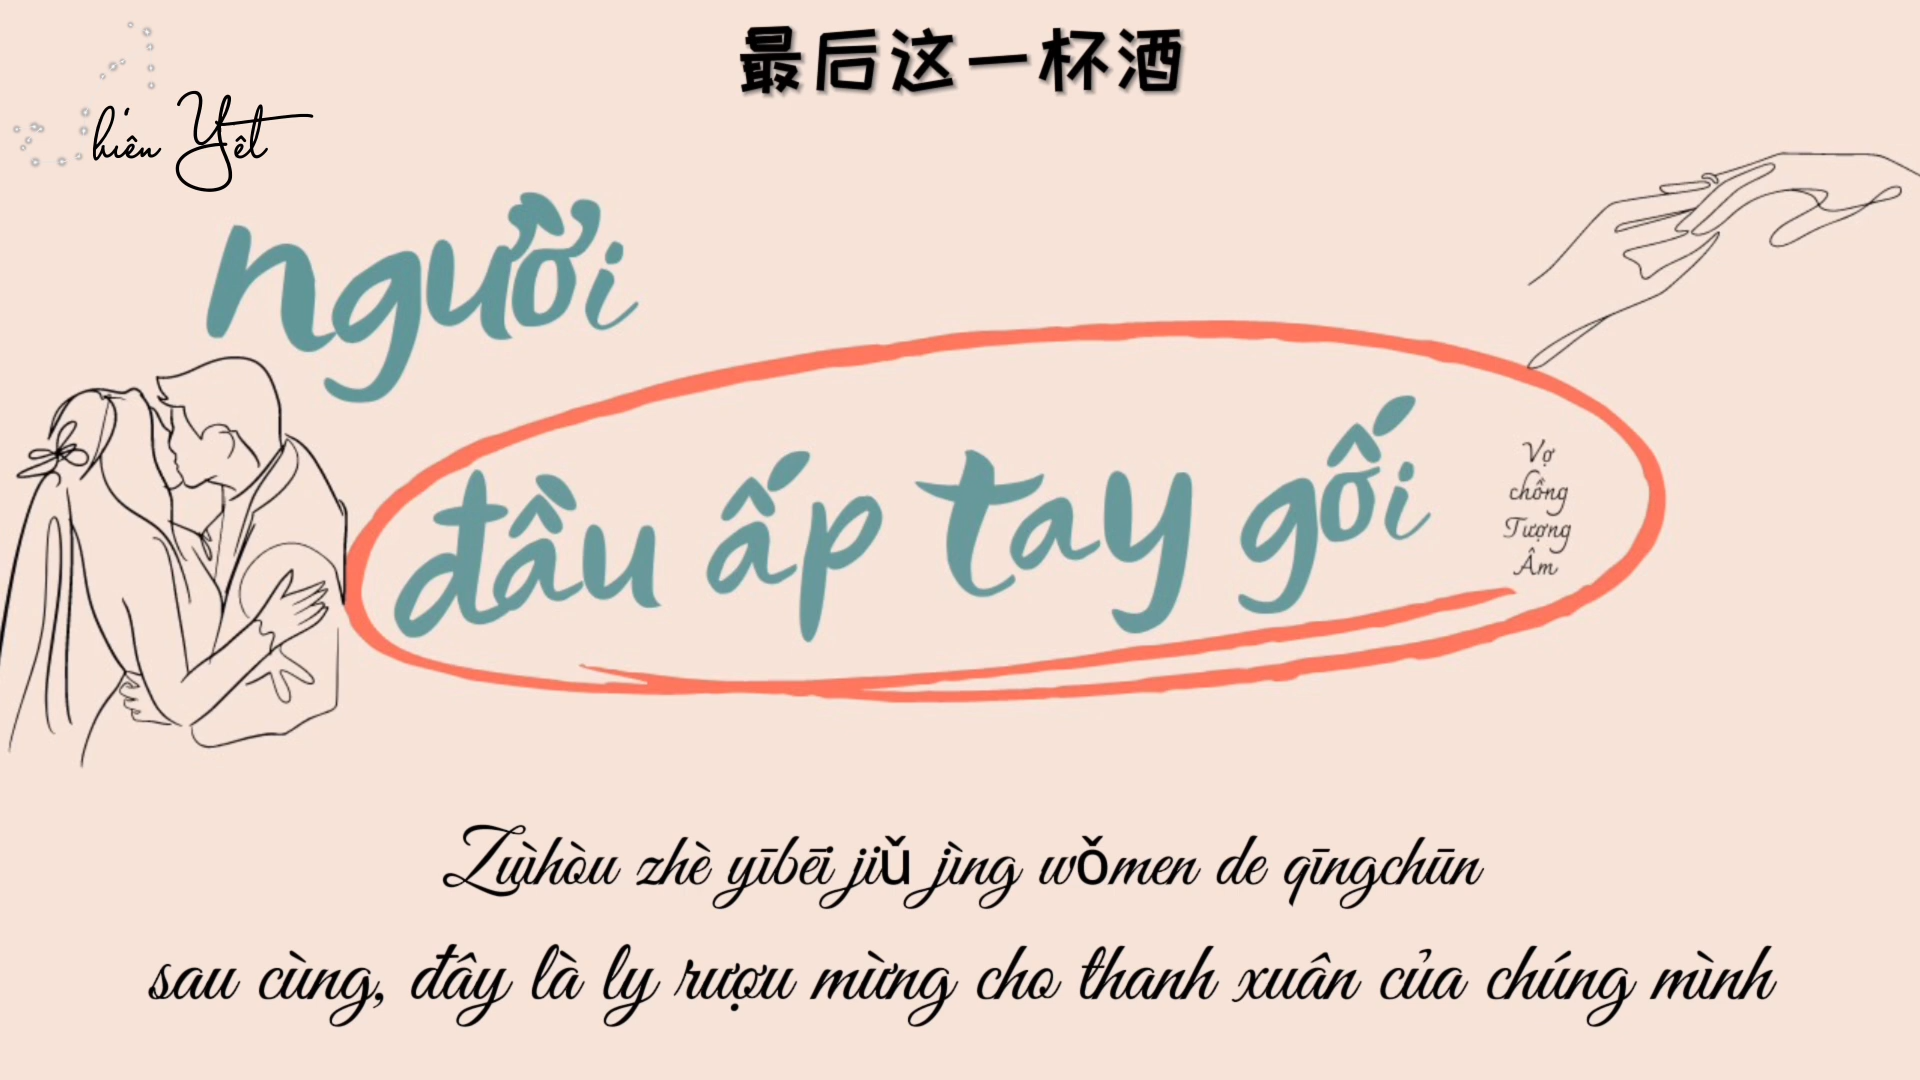 最后这一杯酒
hiên Yêt
người
đầu ấp tay gối
Vợ
chồng
Tượng
Âm
Zuìhòu zhè yībēi jiǔ jìng wǒmen de qīngchūn
sau cùng, đây là ly rượu mừng cho thanh xuân của chúng mình